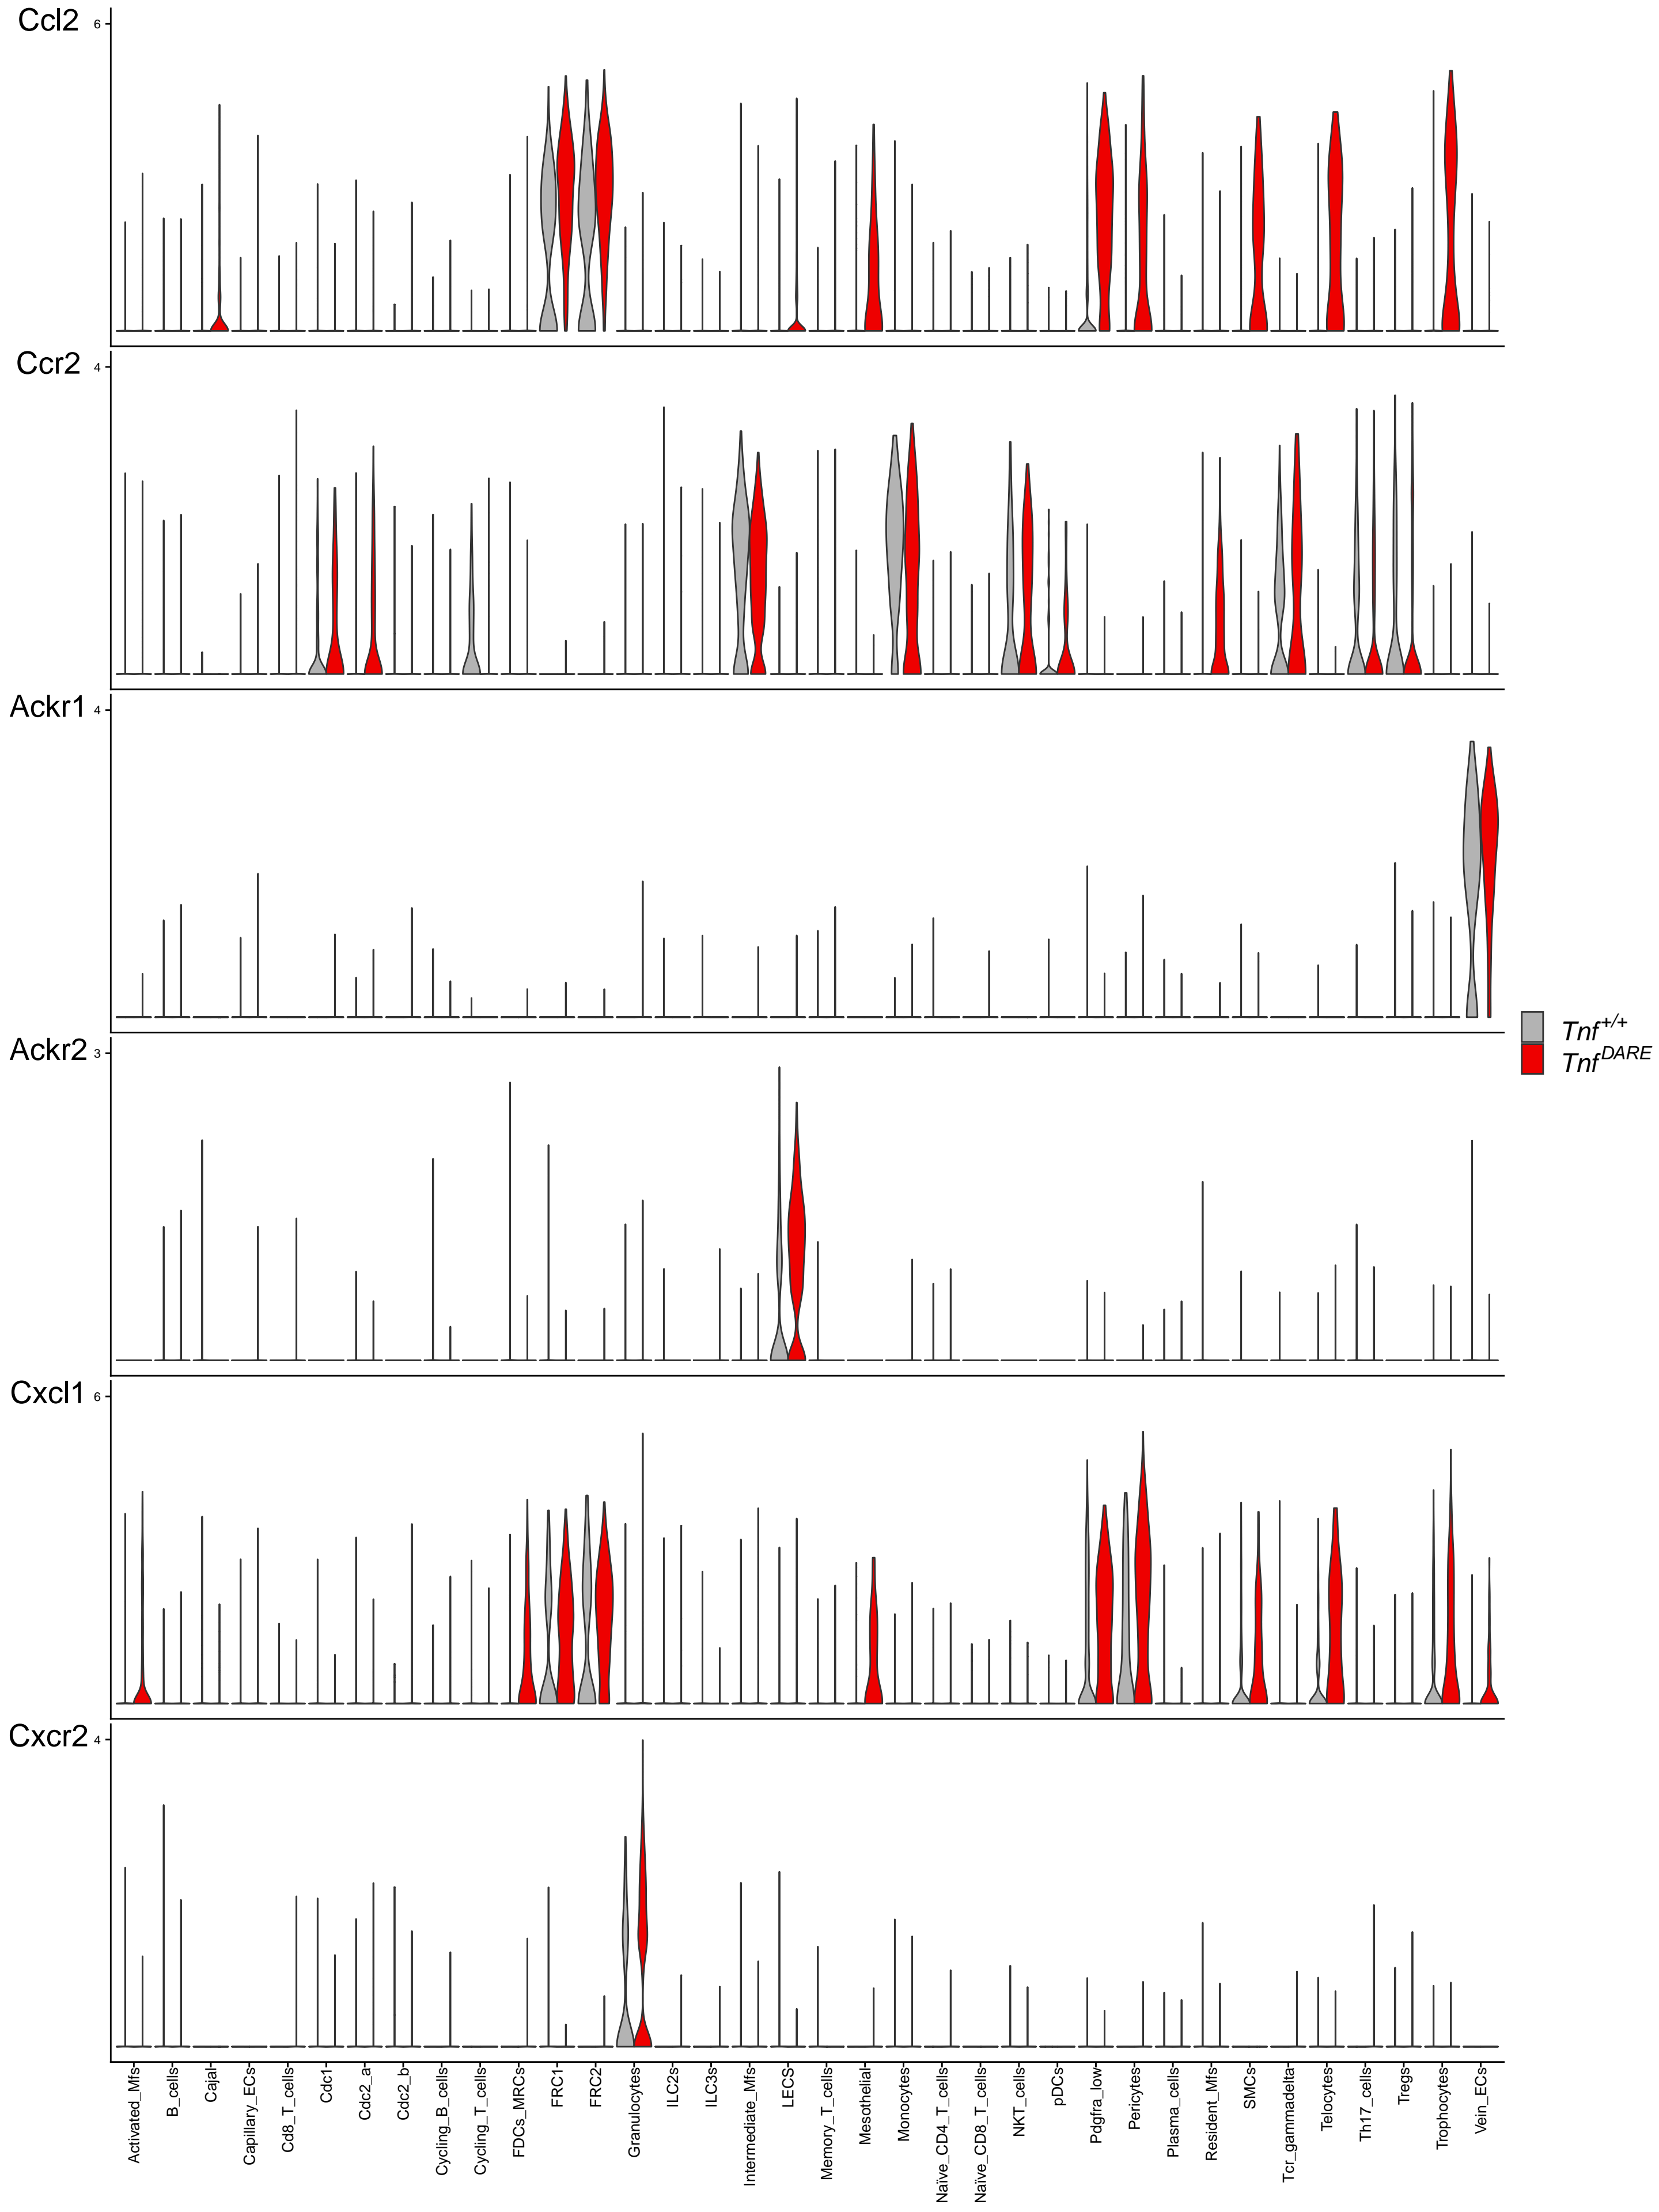 Ccl2
6
Ccr2
4
Ackr1
4
Ackr2
3
Cxcl1
6
Cxcr2
4
Tnf+/+
TnfDARE
Activated_Mfs
B_cells
Cajal
Capillary_ECs
Cd8_T_cells
Cdc1
Cdc2_a
Cdc2_b
Cycling_B_cells
Cycling_T_cells
FDCs_MRCs
FRC1
FRC2
Granulocytes
ILC2s
ILC3s
Intermediate_Mfs
LECS
Memory_T_cells
Mesothelial
Monocytes
Naïve_CD4_T_cells
Naïve_CD8_T_cells
NKT_cells
pDCs
Pdgfra_low
Pericytes
Plasma_cells
Resident_Mfs
SMCs
Tcr_gammadelta
Telocytes
Th17_cells
Tregs
Trophocytes
Vein_ECs